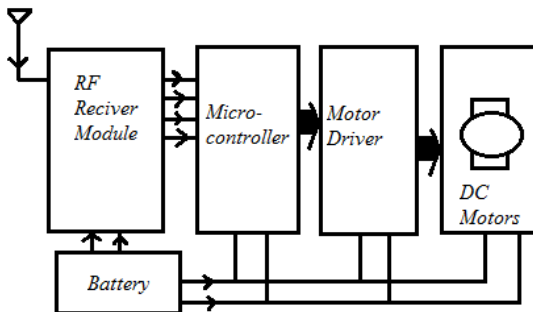 RF
Reciver
Module
Micro-
controller
Motor
Driver
DC
Motors
Battery